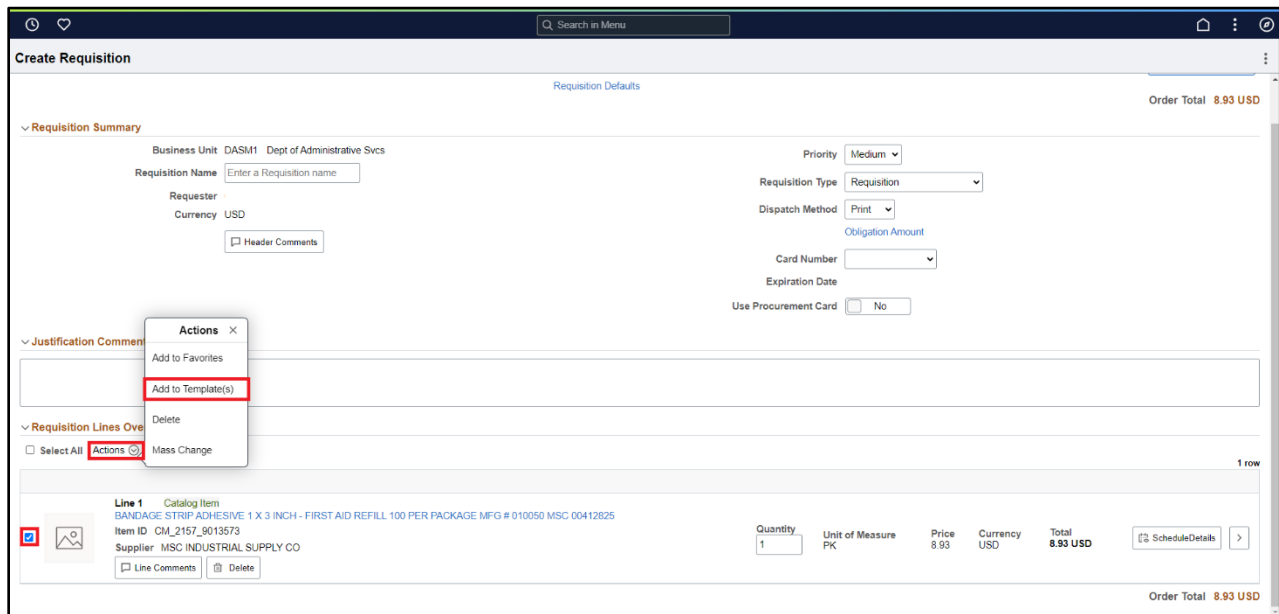 Search in Menu
Create Requisition
Requisition Defaults
Order Total 8.93 USD
Requisition Summary
Business Unit DASM1 Dept of Administrative Svcs
Requisition Name Enter a Requisition name
Requester
Currency USD
Header Comments
Priority Medium
Requisition Type Requisition
Dispatch Method Print
Obligation Amount
Card Number
Expiration Date
Use Procurement Card No
Actions
Add to Favorites
Add to Template(s)
Delete
Mass Change
Justification Commen
Requisition Lines Ove
Select All Actions
1 row
Line 1 Catalog Item
BANDAGE STRIP ADHESIVE 1 X 3 INCH - FIRST AID REFILL 100 PER PACKAGE MFG # 010050 MSC 00412825
Item ID CM_2157_9013573
Supplier MSC INDUSTRIAL SUPPLY CO
Line Comments Delete
Quantity Unit of Measure Price Currency Total
1 PK 8.93 USD 8.93 USD
ScheduleDetails
Order Total 8.93 USD